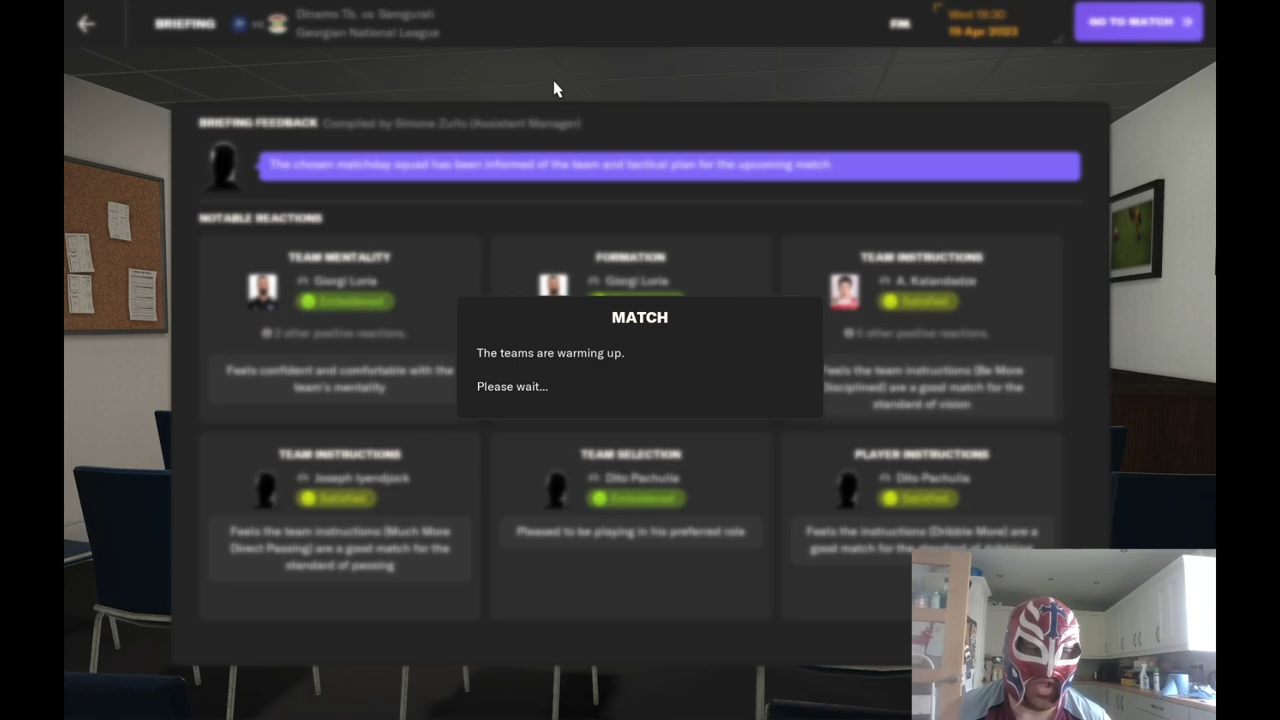 BRIEFING
vs
Dinamo Tb. vs Samgurali
Georgian National League
FM
Wed 19:30
19 Apr 2023
GO TO MATCH
BRIEFING FEEDBACK Compiled by Simone Zullo (Assistant Manager)
The chosen matchday squad has been informed of the team and tactical plan for the upcoming match
NOTABLE REACTIONS
TEAM MENTALITY
Giorgi Loria
Emboldened
2 other positive reactions.
Feels confident and comfortable with the
team's mentality
FORMATION
Giorgi Loria
TEAM INSTRUCTIONS
A. Kalandadze
Satisfied
5 other positive reactions.
Feels the team instructions (Be More
Disciplined) are a good match for the
standard of vision
MATCH
The teams are warming up.
Please wait...
TEAM INSTRUCTIONS
Joseph Iyendjock
Satisfied
Feels the team instructions (Much More
Direct Passing) are a good match for the
standard of passing
TEAM SELECTION
Dito Pachulia
Emboldened
Pleased to be playing in his preferred role
PLAYER INSTRUCTIONS
Dito Pachulia
Satisfied
Feels the instructions (Dribble More) are a
good match for the standard of dribbling